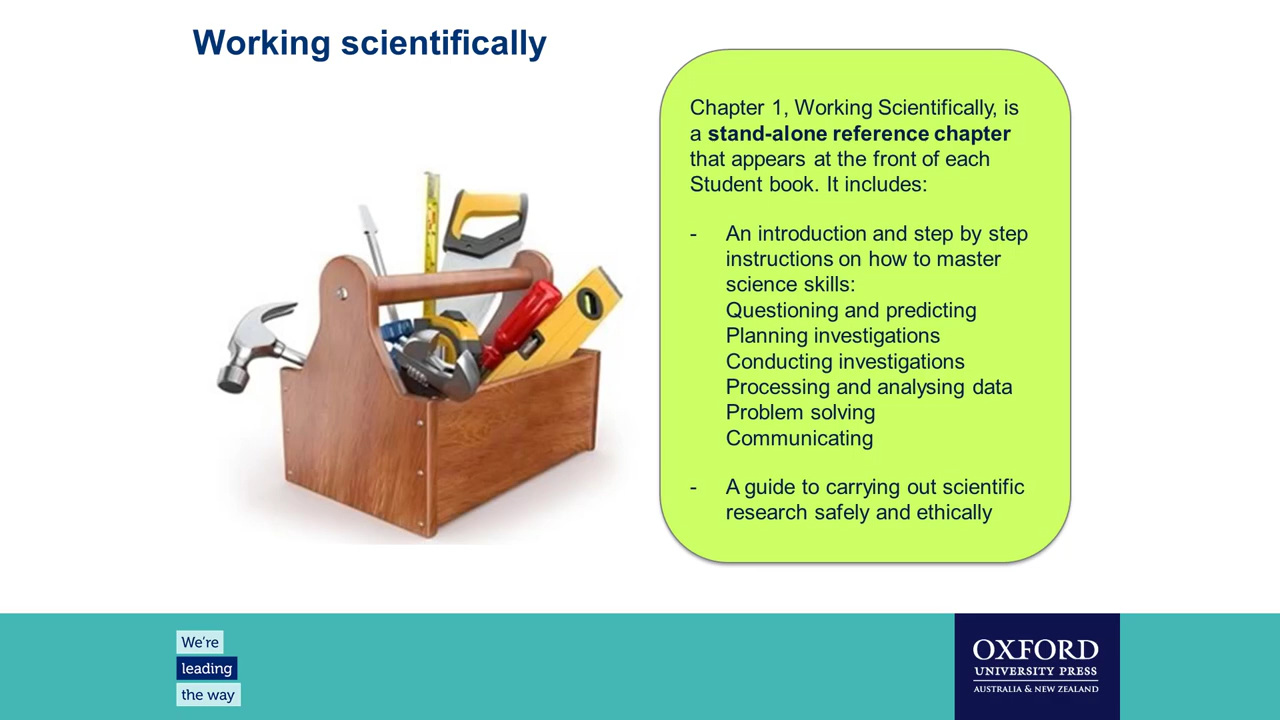 Working scientifically
Chapter 1, Working Scientifically, is
a stand-alone reference chapter
that appears at the front of each
Student book. It includes:
- An introduction and step by step
instructions on how to master
science skills:
Questioning and predicting
Planning investigations
Conducting investigations
Processing and analysing data
Problem solving
Communicating
- A guide to carrying out scientific
research safely and ethically
We're
leading
the way
OXFORD
UNIVERSITY PRESS
AUSTRALIA & NEW ZEALAND